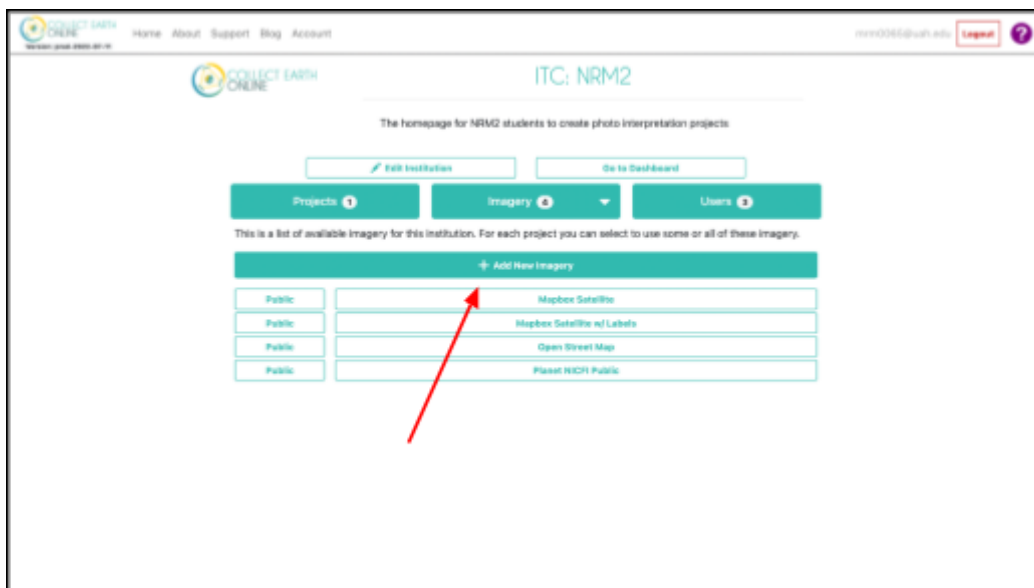 COLLECT EARTH
ONLINE
Home About Support Blog Account
Logout
?
COLLECT EARTH
ONLINE
ITC: NRM2
The homepage for NRM2 students to create photo interpretation projects
Edit Institution
Go to Dashboard
Projects 1
Imagery 4
Users 3
This is a list of available imagery for this institution. For each project you can select to use some or all of these imagery.
+ Add New Imagery
Public Mapbox Satellite
Public Mapbox Satellite w/ Labels
Public Open Street Map
Public Planet NICFI Public